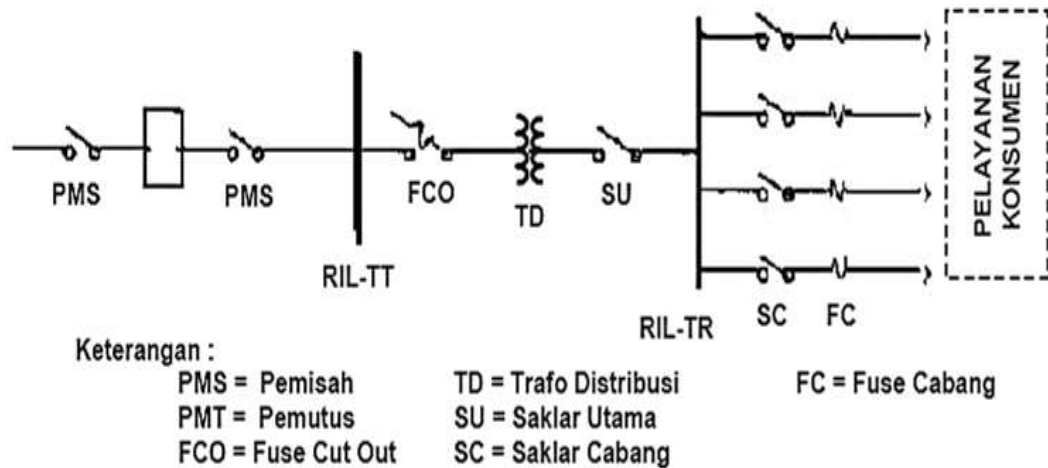 PMS
PMS
RIL-TT
FCO
TD
SU
RIL-TR
SC
FC
PELAYANAN
KONSUMEN
Keterangan :
PMS = Pemisah
PMT = Pemutus
FCO = Fuse Cut Out
TD = Trafo Distribusi
SU = Saklar Utama
SC = Saklar Cabang
FC = Fuse Cabang